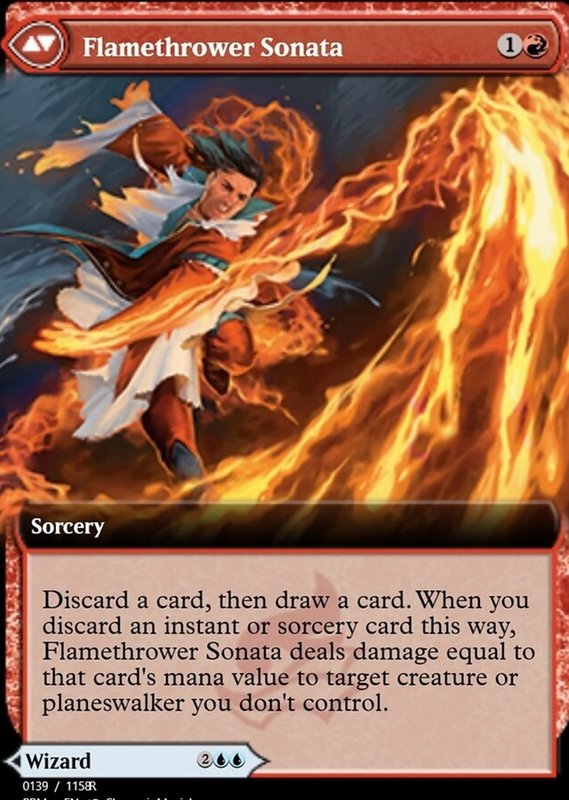 Flamethrower Sonata 1
Sorcery
Discard a card, then draw a card. When you
discard an instant or sorcery card this way,
Flamethrower Sonata deals damage equal to
that card's mana value to target creature or
planeswalker you don't control.
Wizard 2
0139 / 1158R